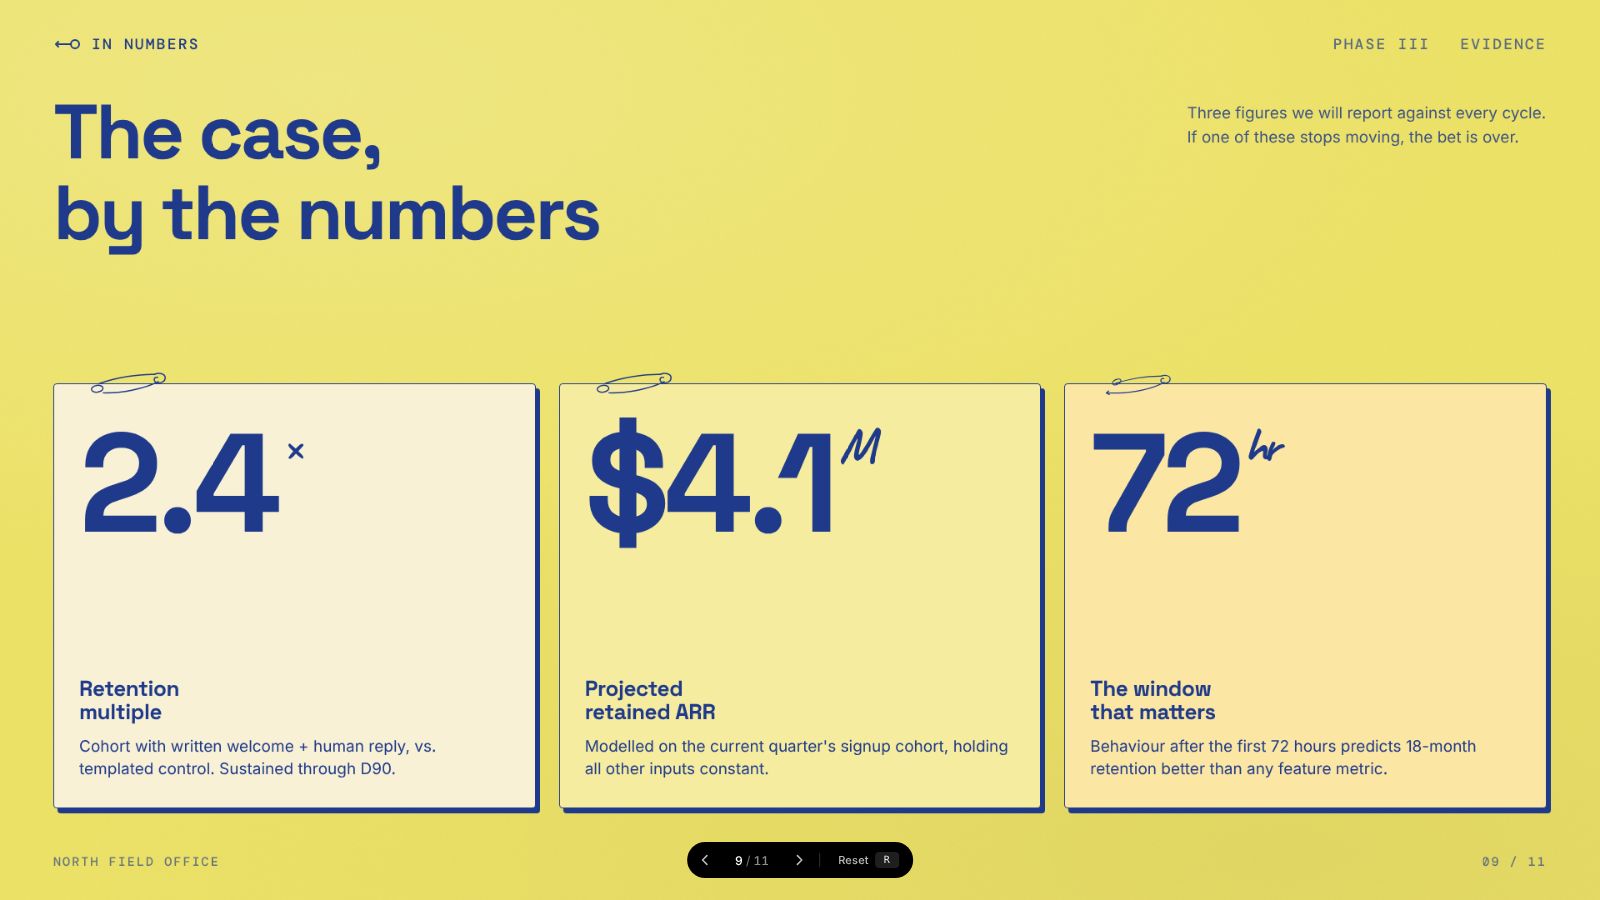 IN NUMBERS
PHASE III EVIDENCE
The case,
by the numbers
Three figures we will report against every cycle.
If one of these stops moving, the bet is over.
2.4×
Retention
multiple
Cohort with written welcome + human reply, vs.
templated control. Sustained through D90.
$4.1M
Projected
retained ARR
Modelled on the current quarter's signup cohort, holding
all other inputs constant.
72hr
The window
that matters
Behaviour after the first 72 hours predicts 18-month
retention better than any feature metric.
NORTH FIELD OFFICE
9 / 11
Reset R
09 / 11